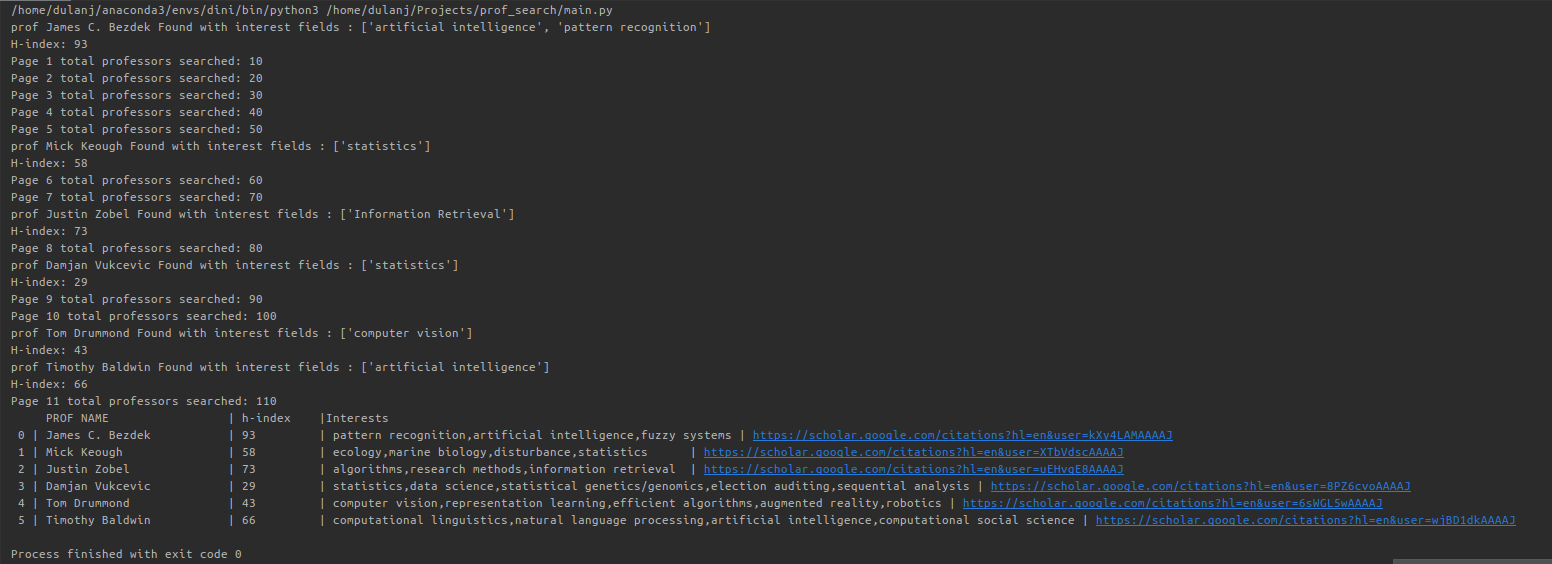 /home/dulanj/anaconda3/envs/dini/bin/python3 /home/dulanj/Projects/prof_search/main.py
prof James C. Bezdek Found with interest fields : ['artificial intelligence', 'pattern recognition']
H-index: 93
Page 1 total professors searched: 10
Page 2 total professors searched: 20
Page 3 total professors searched: 30
Page 4 total professors searched: 40
Page 5 total professors searched: 50
prof Mick Keough Found with interest fields : ['statistics']
H-index: 58
Page 6 total professors searched: 60
Page 7 total professors searched: 70
prof Justin Zobel Found with interest fields : ['Information Retrieval']
H-index: 73
Page 8 total professors searched: 80
prof Damjan Vukcevic Found with interest fields : ['statistics']
H-index: 29
Page 9 total professors searched: 90
Page 10 total professors searched: 100
prof Tom Drummond Found with interest fields : ['computer vision']
H-index: 43
prof Timothy Baldwin Found with interest fields : ['artificial intelligence']
H-index: 66
Page 11 total professors searched: 110
PROF NAME | h-index |Interests
0 | James C. Bezdek | 93 | pattern recognition,artificial intelligence,fuzzy systems | https://scholar.google.com/citations?hl=en&user=kXy4LAMAAAAJ
1 | Mick Keough | 58 | ecology,marine biology,disturbance,statistics | https://scholar.google.com/citations?hl=en&user=XTbVdscAAAAJ
2 | Justin Zobel | 73 | algorithms,research methods,information retrieval | https://scholar.google.com/citations?hl=en&user=uEHvgE8AAAAJ
3 | Damjan Vukcevic | 29 | statistics,data science,statistical genetics/genomics,election auditing,sequential analysis | https://scholar.google.com/citations?hl=en&user=8PZ6cvoAAAAJ
4 | Tom Drummond | 43 | computer vision,representation learning,efficient algorithms,augmented reality,robotics | https://scholar.google.com/citations?hl=en&user=6sWGL5wAAAAJ
5 | Timothy Baldwin | 66 | computational linguistics,natural language processing,artificial intelligence,computational social science | https://scholar.google.com/citations?hl=en&user=wjBD1dkAAAAJ
Process finished with exit code 0